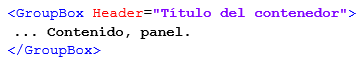 <GroupBox Header="Título del contenedor">
... Contenido, panel.
</GroupBox>